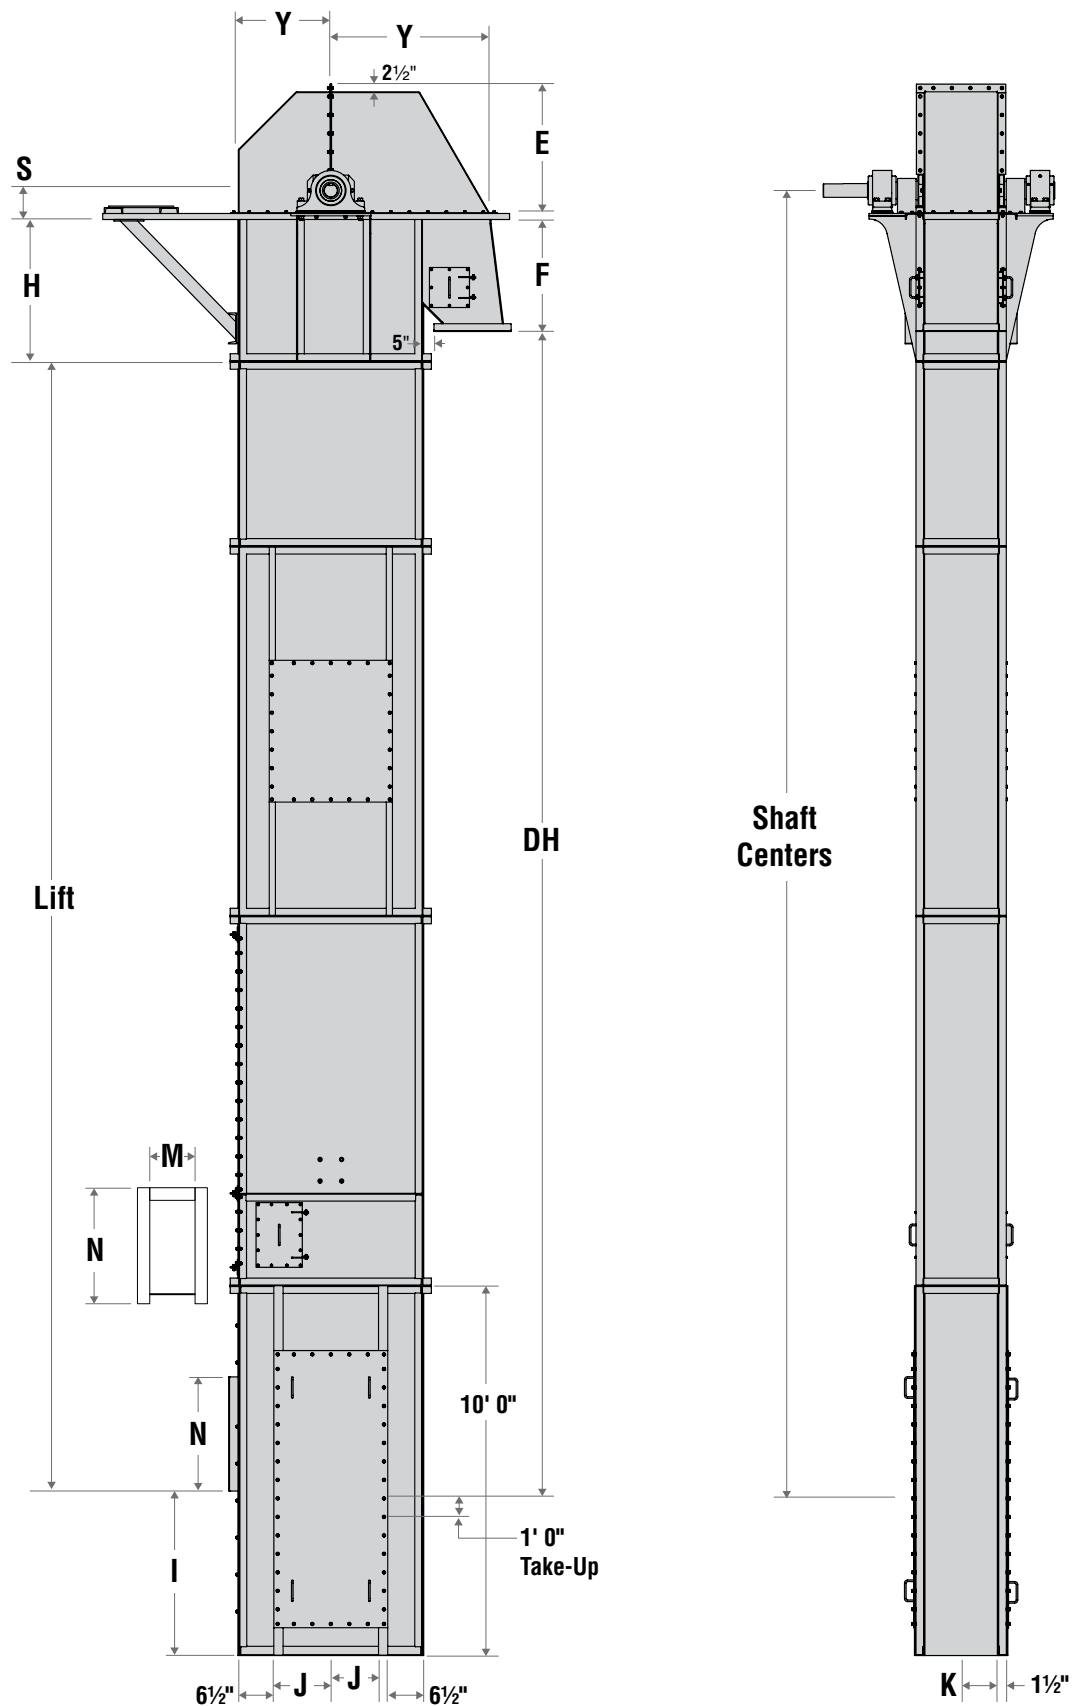 Y
Y
2½"
E
S
H
F
5"
Shaft
Centers
DH
Lift
M
N
10' 0"
N
1' 0"
Take-Up
I
J
J
K
1½"
6½"
6½"